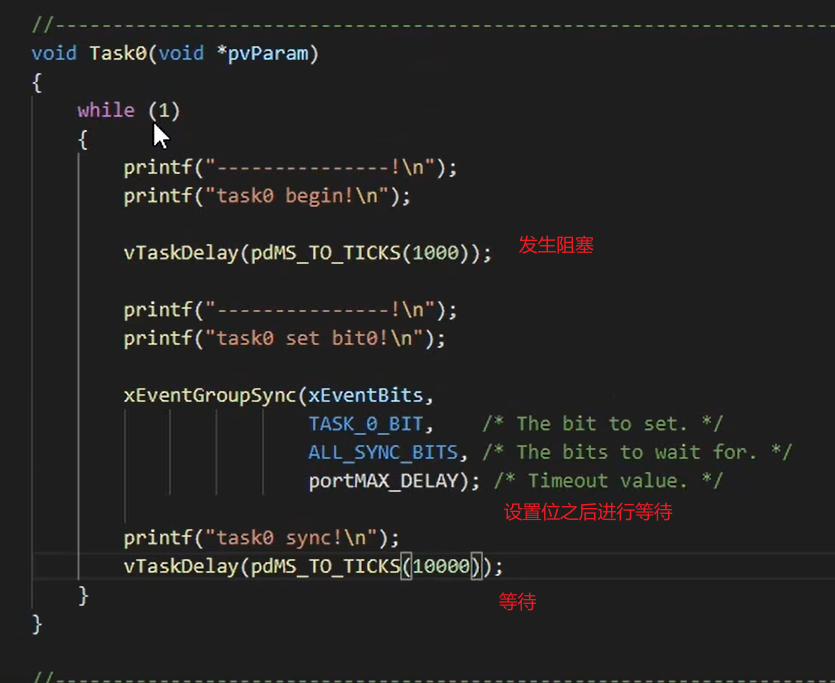 //--------------------------------------------------------------------
void Task0(void *pvParam)
{
while (1)
{
printf("---------------!\n");
printf("task0 begin!\n");
vTaskDelay(pdMS_TO_TICKS(1000)); 发生阻塞
printf("---------------!\n");
printf("task0 set bit0!\n");
xEventGroupSync(xEventBits,
TASK_0_BIT, /* The bit to set. */
ALL_SYNC_BITS, /* The bits to wait for. */
portMAX_DELAY); /* Timeout value. */
设置位之后进行等待
printf("task0 sync!\n");
vTaskDelay(pdMS_TO_TICKS(10000));
等待
}
}
//--------------------------------------------------------------------